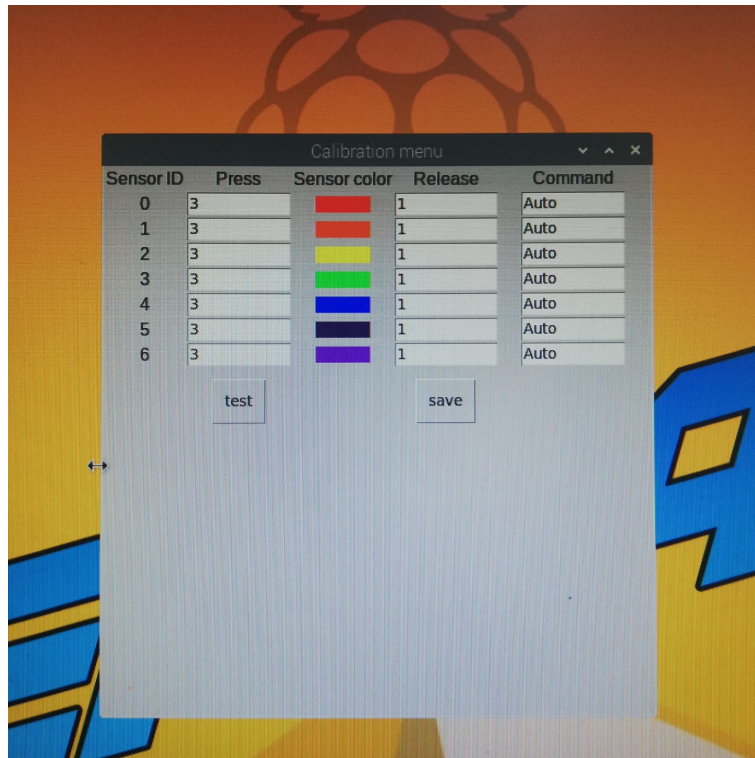 Calibration menu
Sensor ID Press Sensor color Release Command
0 3 1 Auto
1 3 1 Auto
2 3 1 Auto
3 3 1 Auto
4 3 1 Auto
5 3 1 Auto
6 3 1 Auto
test save